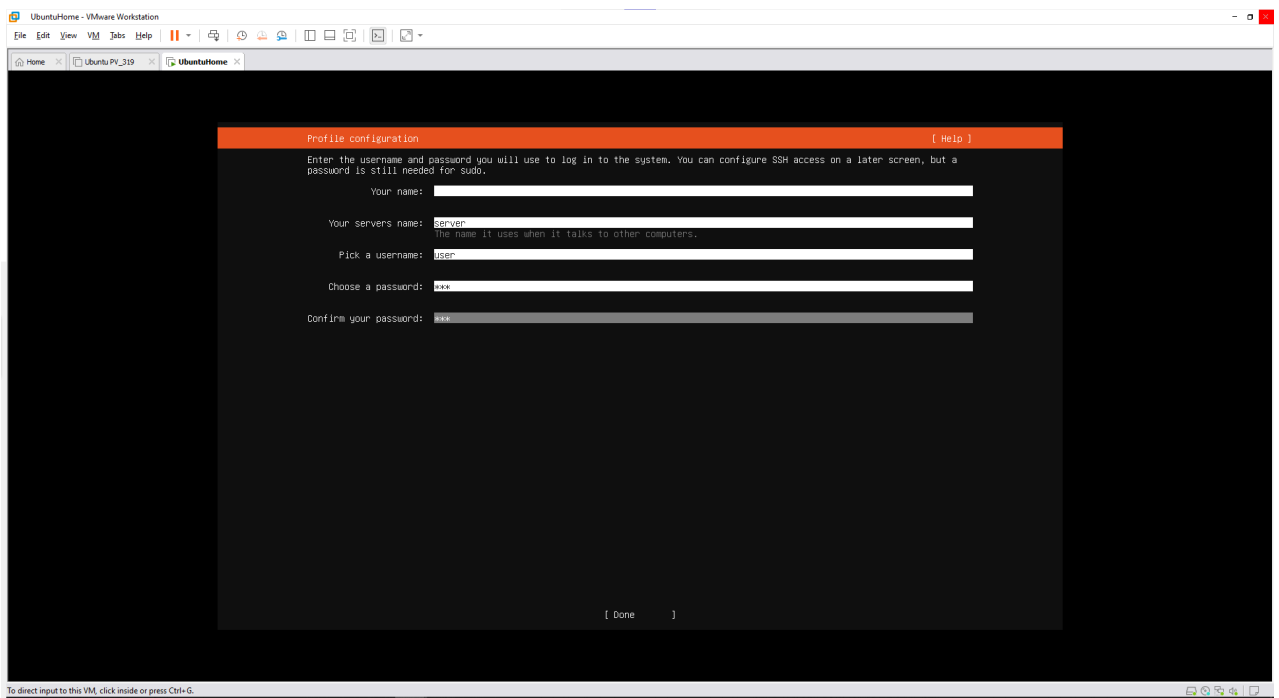 UbuntuHome - VMware Workstation
File Edit View VM Tabs Help
Home Ubuntu PV_319 UbuntuHome
Profile configuration [ Help ]
Enter the username and password you will use to log in to the system. You can configure SSH access on a later screen, but a
password is still needed for sudo.
Your name:
Your servers name: server
The name it uses when it talks to other computers.
Pick a username: user
Choose a password: ***
Confirm your password: ***
[ Done ]
To direct input to this VM, click inside or press Ctrl+G.